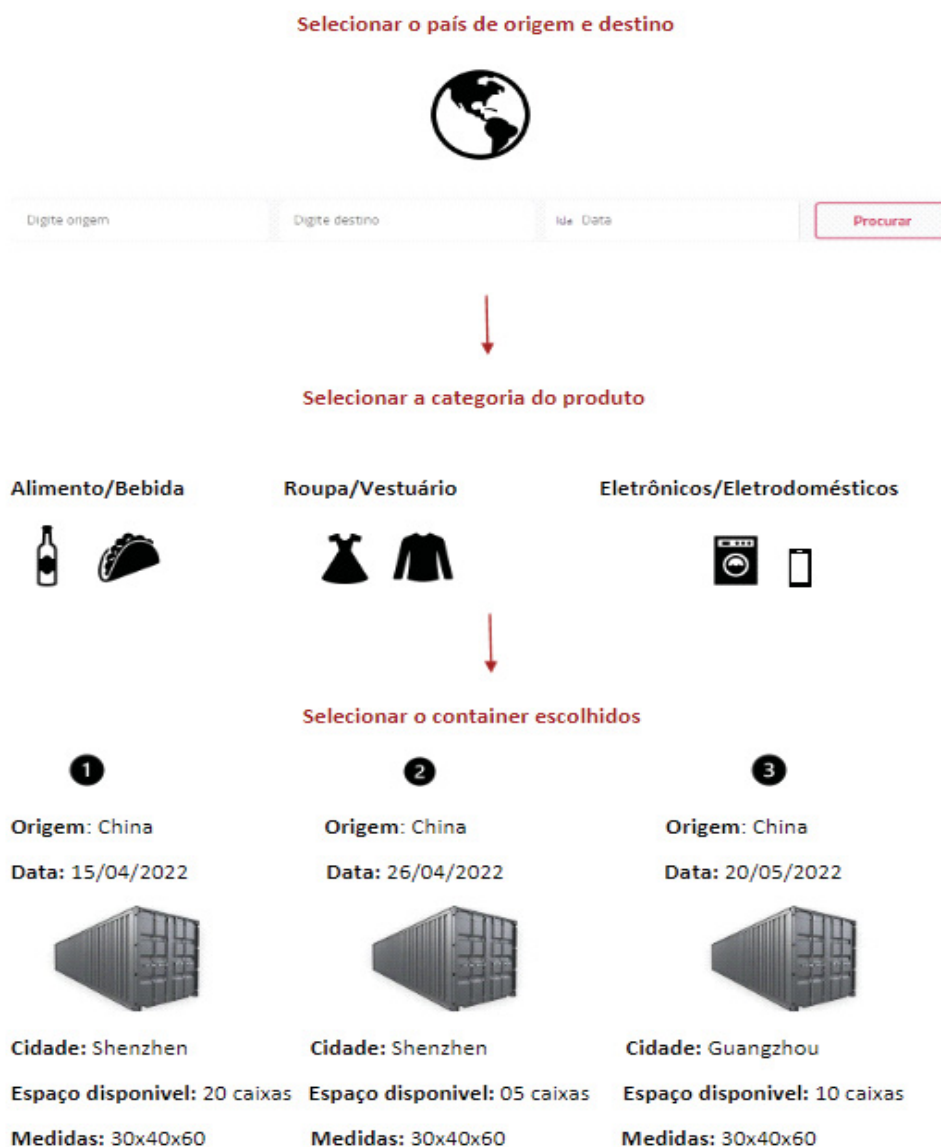 Selecionar o país de origem e destino
Digite origem Digite destino Ida Data Procurar
Selecionar a categoria do produto
Alimento/Bebida Roupa/Vestuário Eletrônicos/Eletrodomésticos
Selecionar o container escolhidos
1 2 3
Origem: China Origem: China Origem: China
Data: 15/04/2022 Data: 26/04/2022 Data: 20/05/2022
Cidade: Shenzhen Cidade: Shenzhen Cidade: Guangzhou
Espaço disponivel: 20 caixas Espaço disponivel: 05 caixas Espaço disponivel: 10 caixas
Medidas: 30x40x60 Medidas: 30x40x60 Medidas: 30x40x60